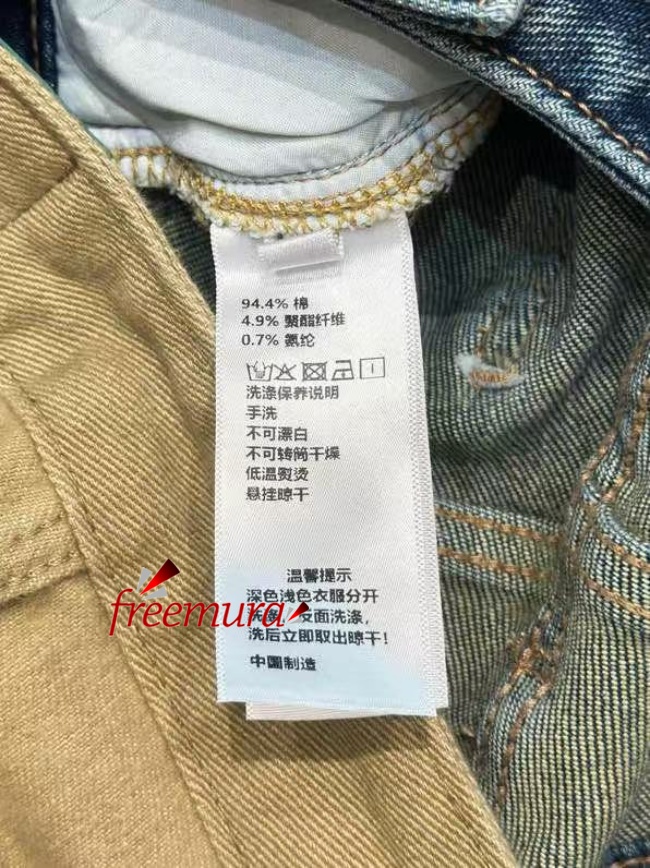 94.4% 棉
4.9% 聚酯纤维
0.7% 氨纶
洗涤保养说明
手洗
不可漂白
不可转筒干燥
低温熨烫
悬挂晾干
温馨提示
深色浅色衣服分开
反面洗涤，
洗后立即取出晾干！
中国制造
freemura